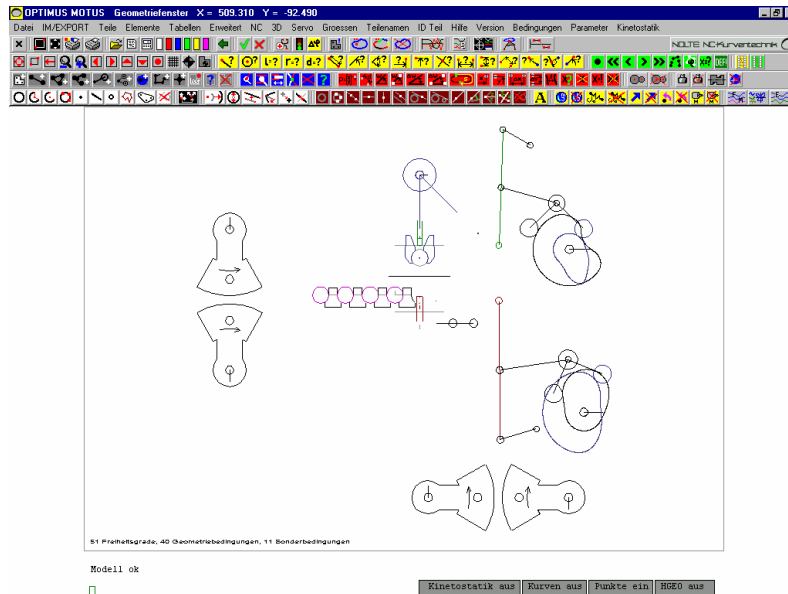 OPTIMUS MOTUS Geometriefenster X = 509.310 Y = -92.490
Datei IM/EXPORT Teile Elemente Tabellen Erweitert NC 3D Servo Groessen Teilenamen ID Teil Hilfe Version Bedingungen Parameter Kinetostatik
NOLTE NC-Kurventechnik
51 Freiheitsgrade, 40 Geometriebedingungen, 11 Sonderbedingungen
Modell ok
Kinetostatik aus Kurven aus Punkte ein HGE0 aus